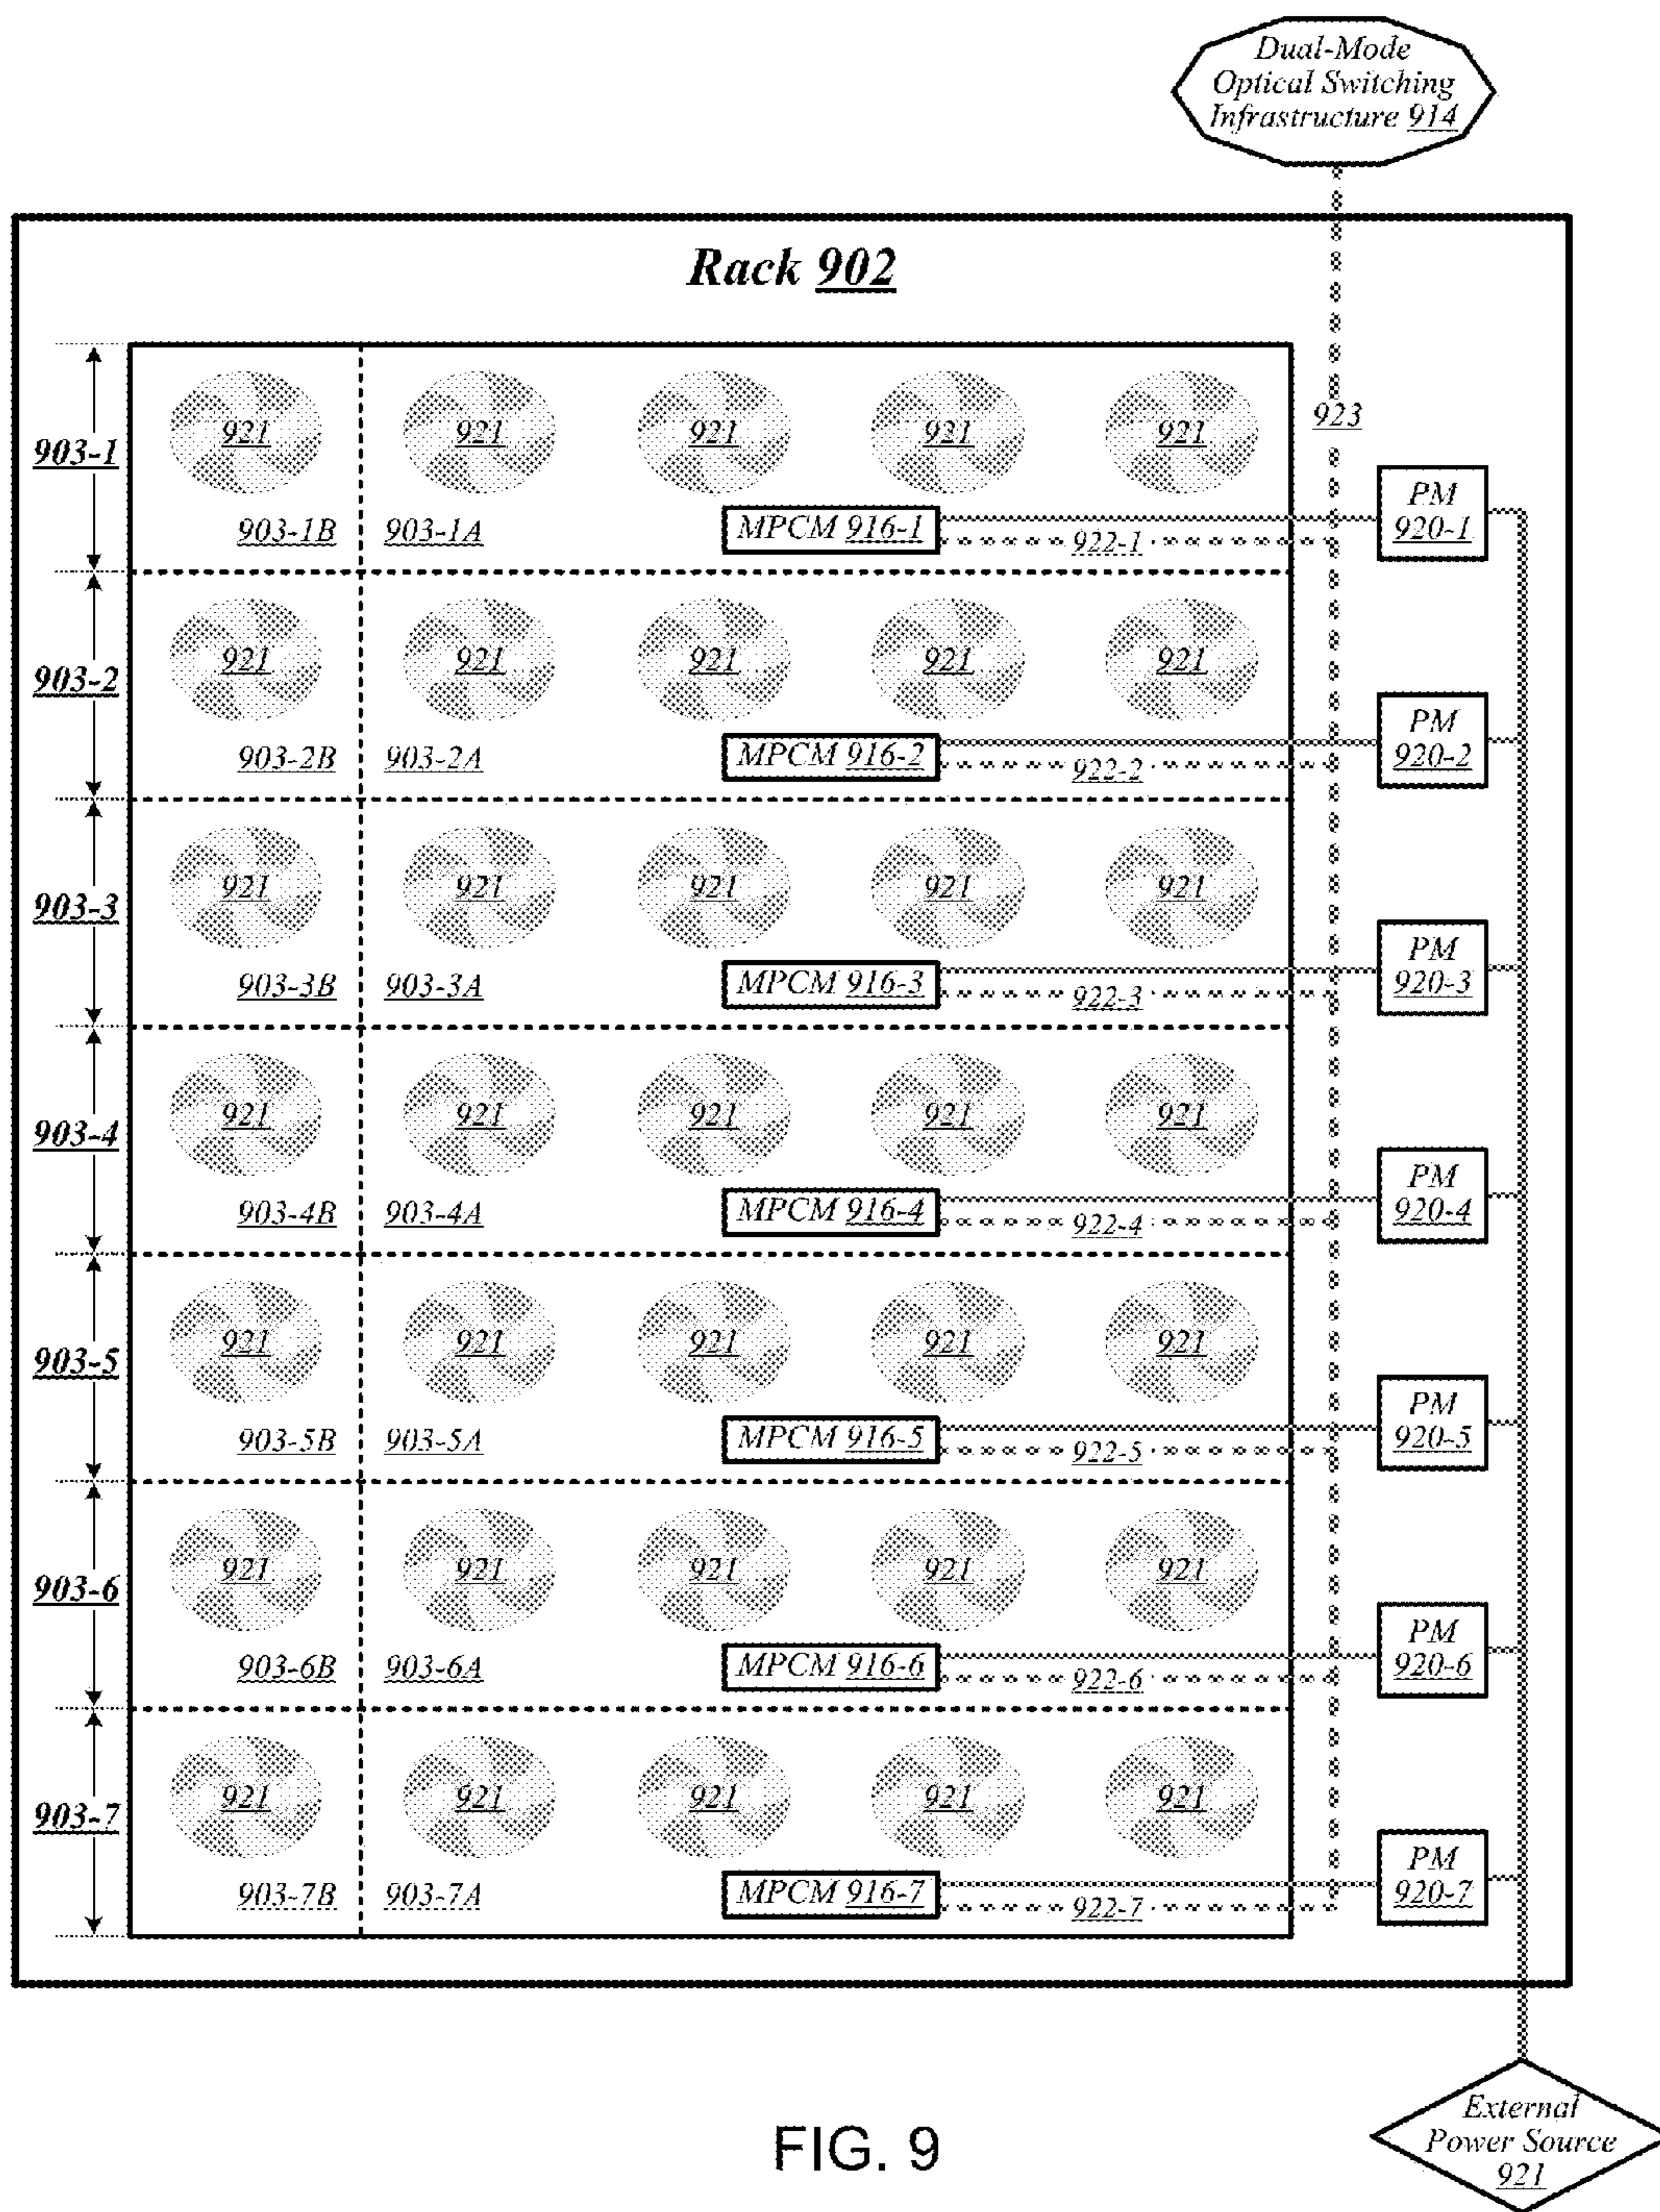 Dual-Mode
Optical Switching
Infrastructure 914
Rack 902
903-1
921 921 921 921 921
923
903-1B 903-1A
MPCM 916-1
922-1
PM
920-1
903-2
921 921 921 921 921
903-2B 903-2A
MPCM 916-2
922-2
PM
920-2
903-3
921 921 921 921 921
903-3B 903-3A
MPCM 916-3
922-3
PM
920-3
903-4
921 921 921 921 921
903-4B 903-4A
MPCM 916-4
922-4
PM
920-4
903-5
921 921 921 921 921
903-5B 903-5A
MPCM 916-5
922-5
PM
920-5
903-6
921 921 921 921 921
903-6B 903-6A
MPCM 916-6
922-6
PM
920-6
903-7
921 921 921 921 921
903-7B 903-7A
MPCM 916-7
922-7
PM
920-7
External
Power Source
921
FIG. 9